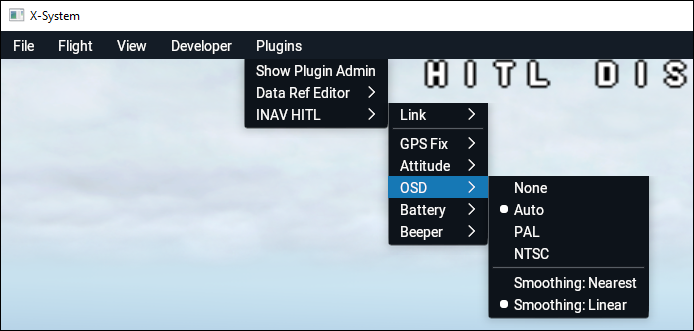 X-System
File Flight View Developer Plugins
HITL DIS
Show Plugin Admin
Data Ref Editor
INAV HITL
Link
GPS Fix
Attitude
OSD
Battery
Beeper
None
Auto
PAL
NTSC
Smoothing: Nearest
Smoothing: Linear